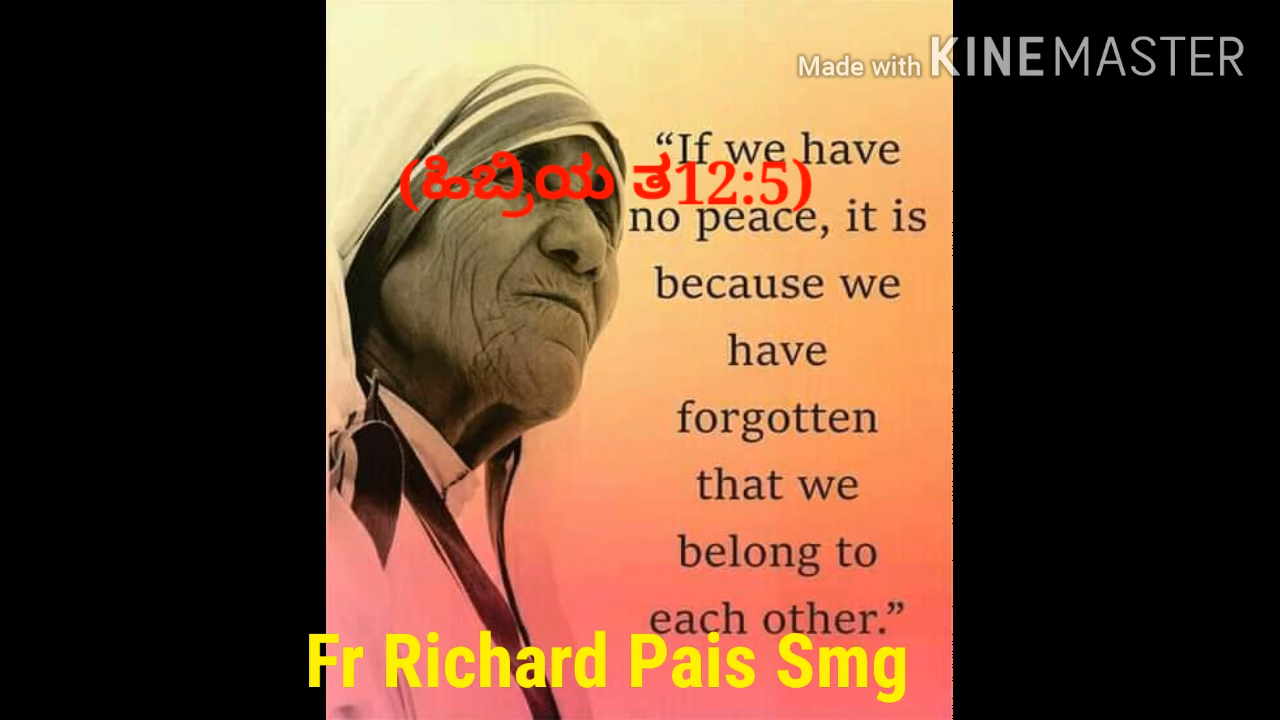 Made with KINEMASTER
“If we have
(ಹಿಬ್ರಿಯ ತ12:5)
no peace, it is
because we
have
forgotten
that we
belong to
each other.”
Fr Richard Pais Smg